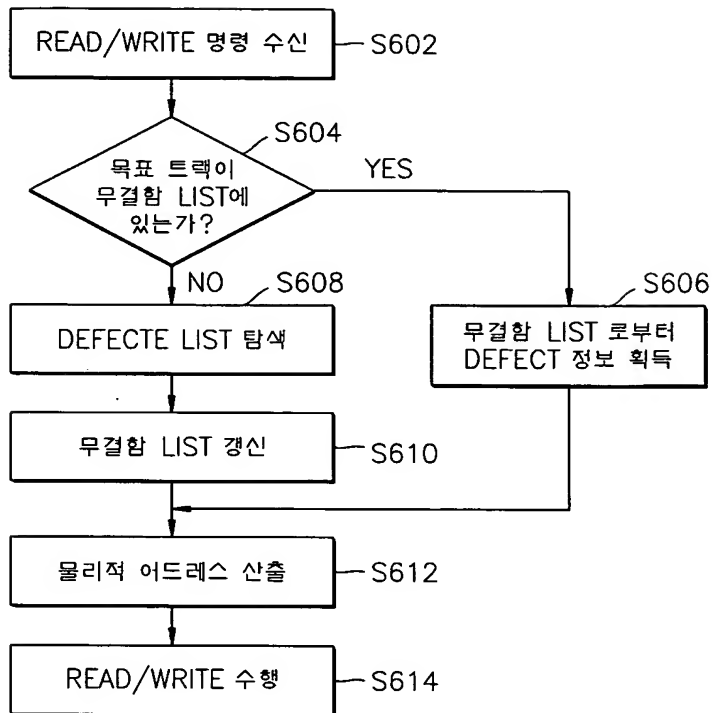 READ/WRITE 명령 수신
S602
S604
목표 트랙이
무결함 LIST에
있는가?
YES
NO
S608
DEFECTE LIST 탐색
S606
무결함 LIST 로부터
DEFECT 정보 획득
무결함 LIST 갱신
S610
물리적 어드레스 산출
S612
READ/WRITE 수행
S614